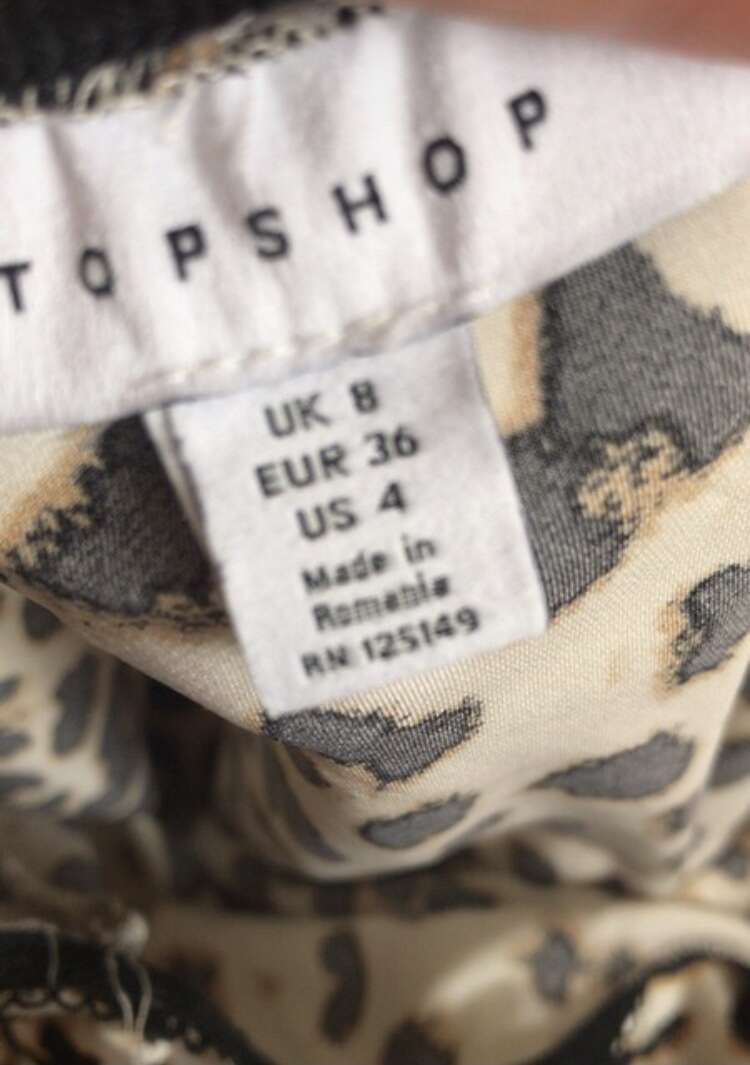 TOPSHOP
UK 8
EUR 36
US 4
Made in
Romania
RN:125149